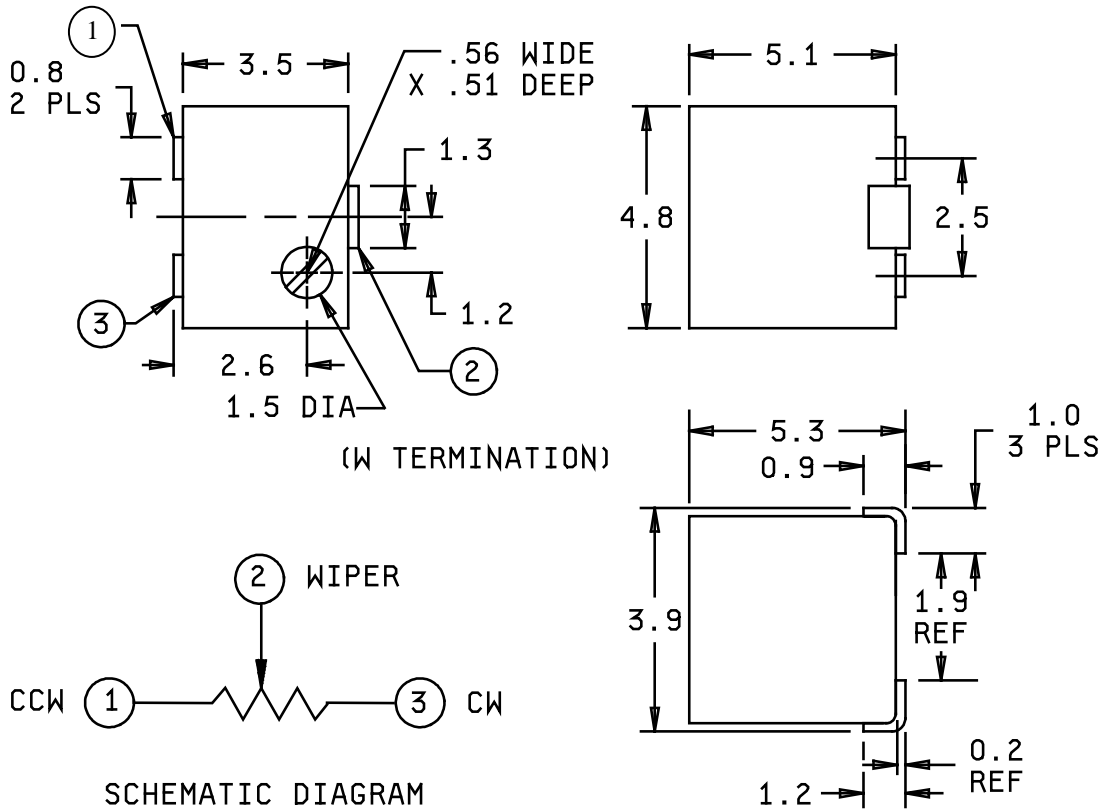 1
0.8
2 PLS
3.5
.56 WIDE
X .51 DEEP
1.3
3
2.6
1.2
2
1.5 DIA
(W TERMINATION)
5.1
4.8
2.5
5.3
0.9
1.0
3 PLS
3.9
1.9
REF
0.2
REF
1.2
2 WIPER
CCW 1 3 CW
SCHEMATIC DIAGRAM